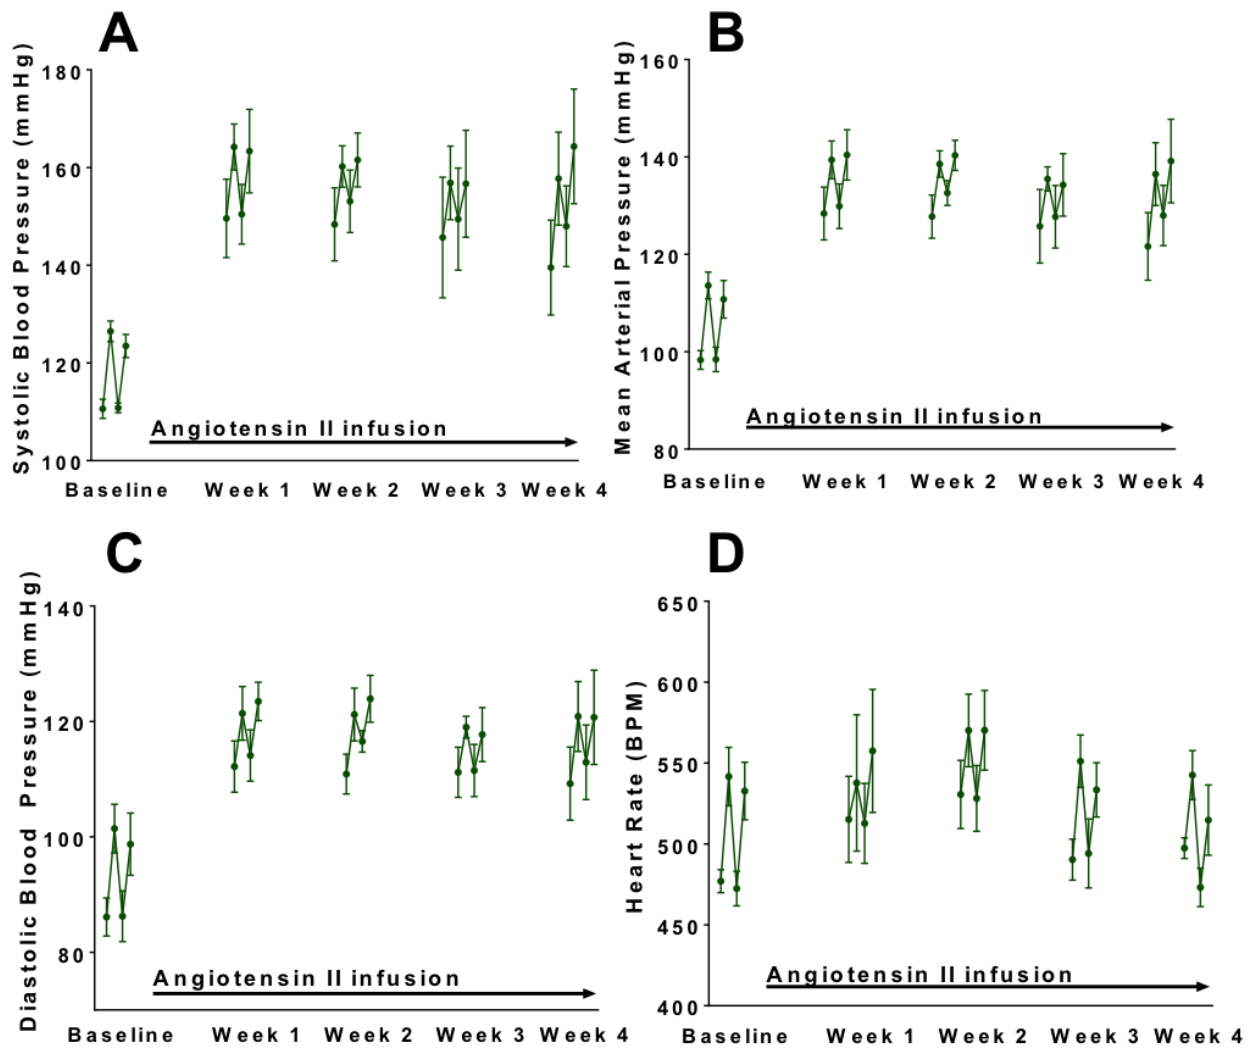 A
Systolic Blood Pressure (mmHg)
180
160
140
120
100
Angiotensin II infusion
Baseline Week 1 Week 2 Week 3 Week 4
B
Mean Arterial Pressure (mmHg)
160
140
120
100
80
Angiotensin II infusion
Baseline Week 1 Week 2 Week 3 Week 4
C
Diastolic Blood Pressure (mmHg)
140
120
100
80
Angiotensin II infusion
Baseline Week 1 Week 2 Week 3 Week 4
D
Heart Rate (BPM)
650
600
550
500
450
400
Angiotensin II infusion
Baseline Week 1 Week 2 Week 3 Week 4